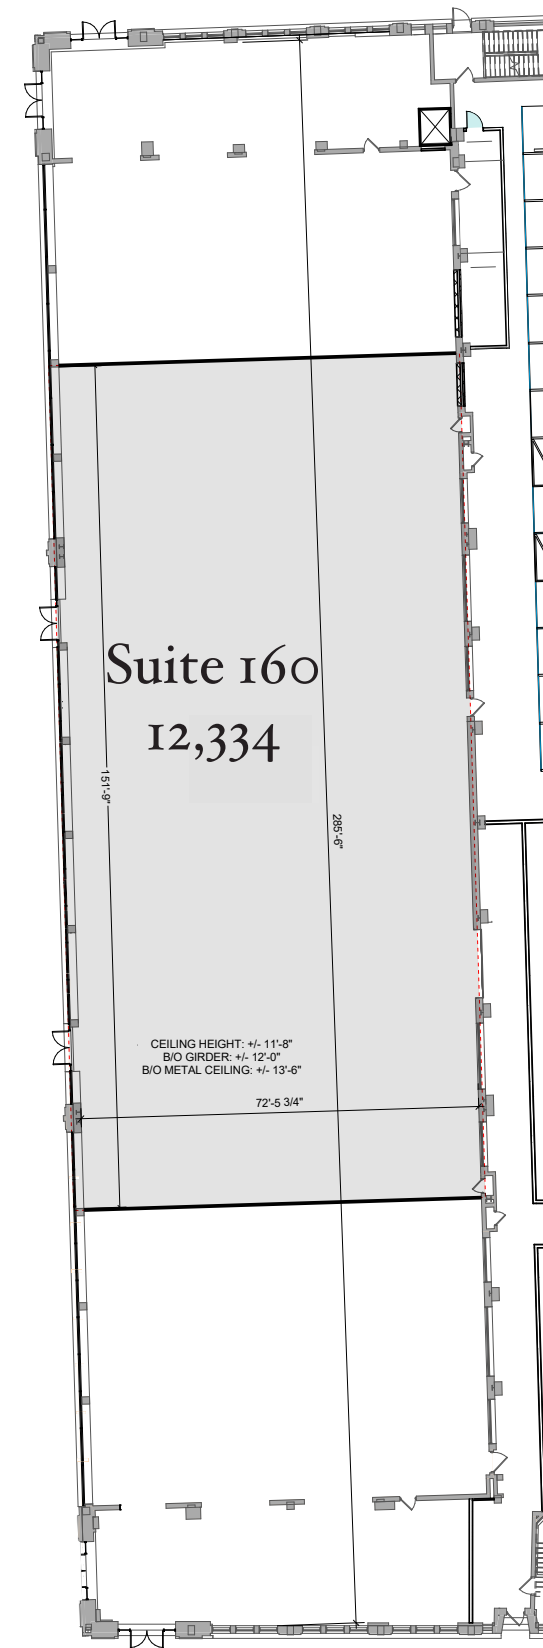 Suite 160
12,334
151'-9"
285'-6"
CEILING HEIGHT: +/- 11'-8"
B/O GIRDER: +/- 12'-0"
B/O METAL CEILING: +/- 13'-6"
72'-5 3/4"